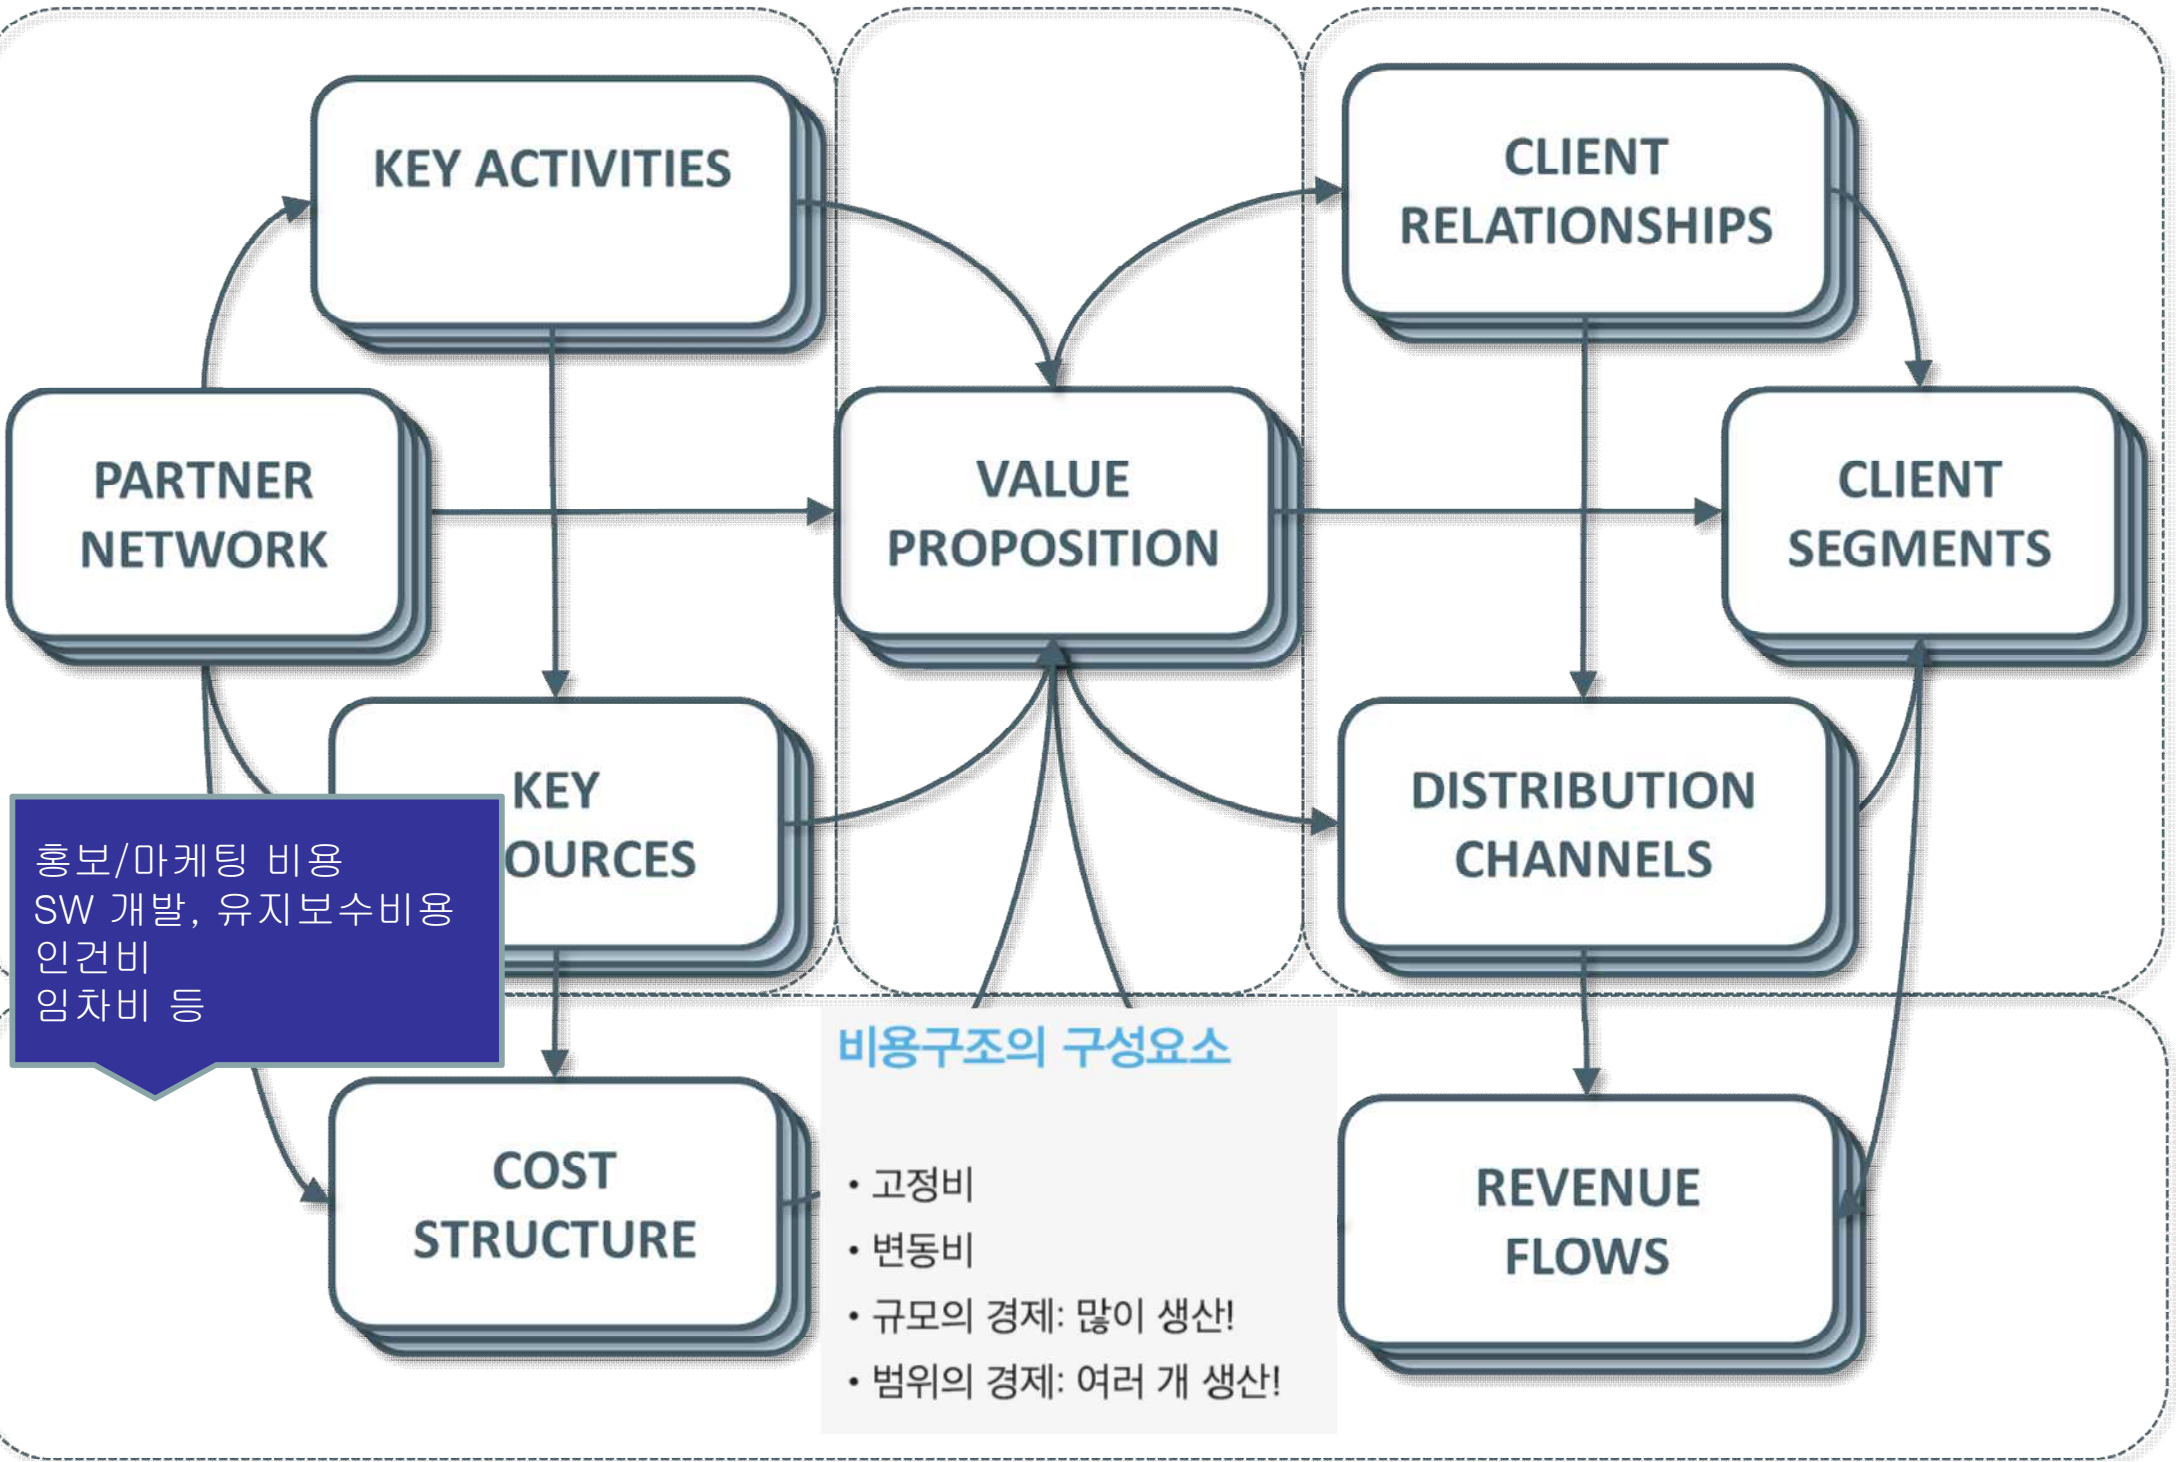 KEY ACTIVITIES
CLIENT
RELATIONSHIPS
PARTNER
NETWORK
VALUE
PROPOSITION
CLIENT
SEGMENTS
KEY
OURCES
DISTRIBUTION
CHANNELS
홍보/마케팅 비용
SW 개발, 유지보수비용
인건비
임차비 등
COST
STRUCTURE
비용구조의 구성요소
• 고정비
• 변동비
• 규모의 경제: 많이 생산!
• 범위의 경제: 여러 개 생산!
REVENUE
FLOWS